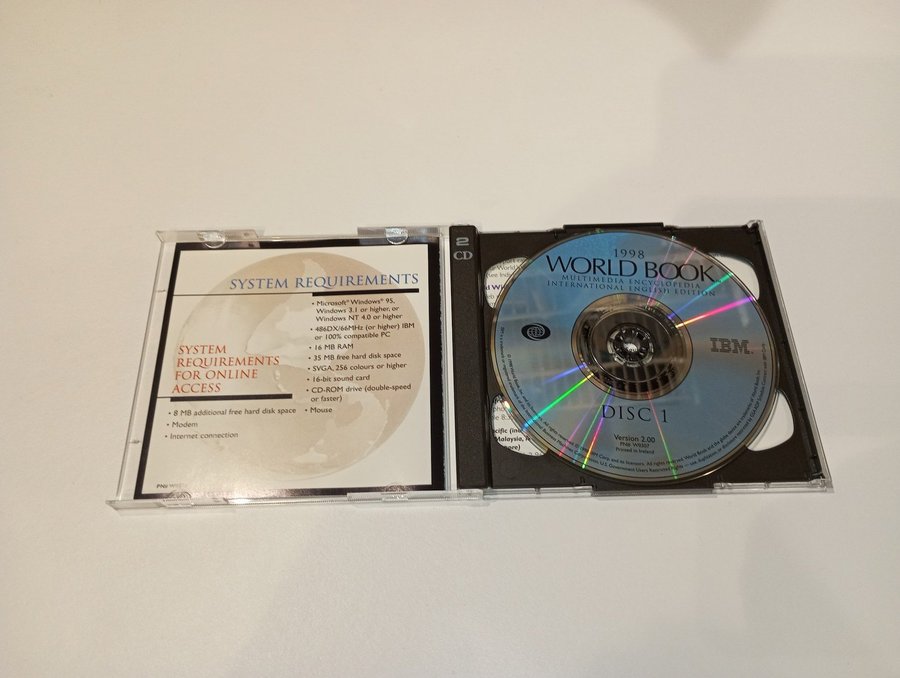 SYSTEM REQUIREMENTS
• Microsoft® Windows® 95,
Windows 3.1 or higher, or
Windows NT 4.0 or higher
• 486DX/66MHz (or higher) IBM
or 100% compatible PC
• 16 MB RAM
• 35 MB free hard disk space
• SVGA, 256 colours or higher
• 16-bit sound card
• CD-ROM drive (double-speed
or faster)
• Mouse
SYSTEM
REQUIREMENTS
FOR ONLINE
ACCESS
• 8 MB additional free hard disk space
• Modem
• Internet connection
PN#
2
CD
1998
WORLD BOOK
MULTIMEDIA ENCYCLOPEDIA
INTERNATIONAL ENGLISH EDITION
IBM
DISC 1
Version 2.00
PN# W9307
Printed in Ireland